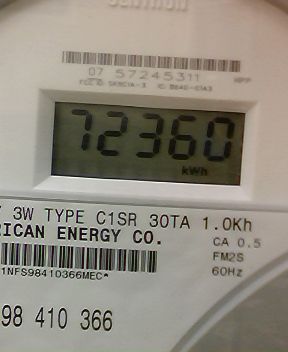 07 57245311
72360
kWh
3W TYPE C1SR 30TA 1.0Kh
RICAN ENERGY CO.
CA 0.5
FM2S
60Hz
1NFS98410366MEC*
98 410 366